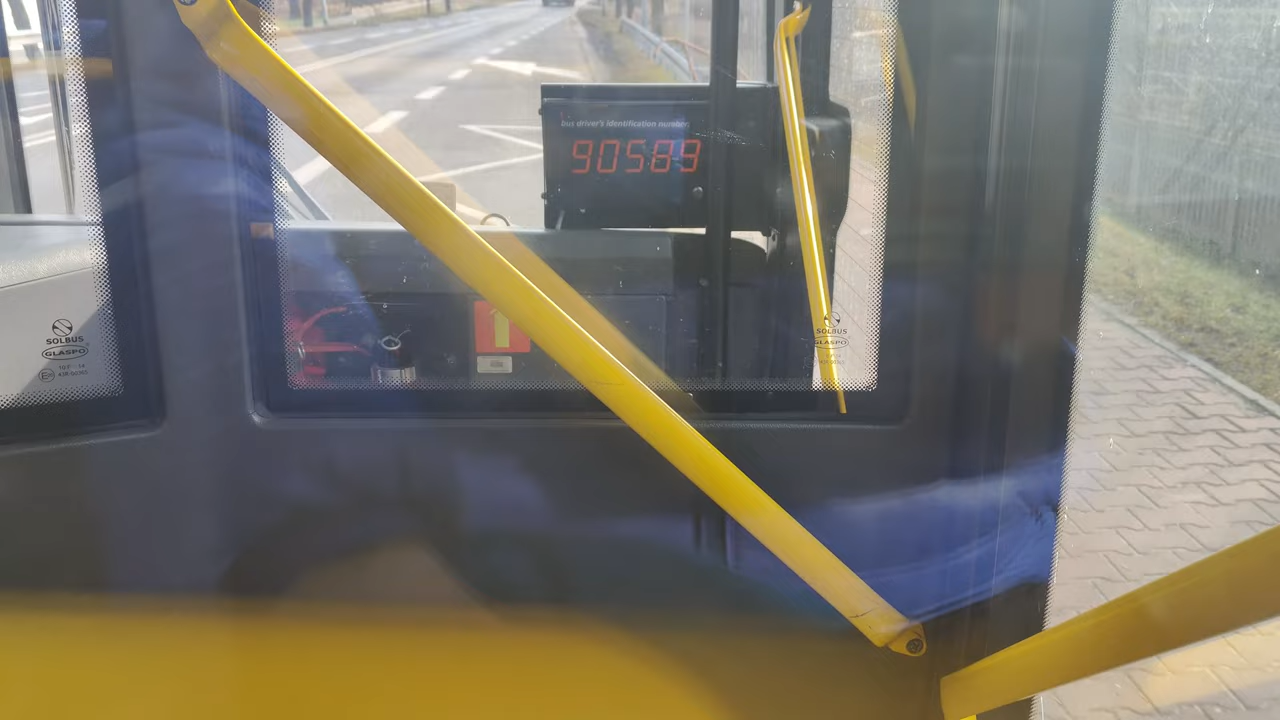 bus driver's identification number
90589
SOLBUS
GLASPO
SOLBUS
GLASPO